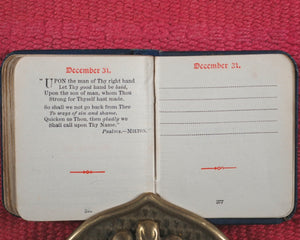 December 31.
"UPON the man of Thy right hand
Let Thy good hand be laid,
Upon the son of man, whom Thou
Strong for Thyself hast made.
So shall we not go back from Thee
To ways of sin and shame,
Quicken us Thou, then gladly we
Shall call upon Thy Name."
Psalms.—MILTON.
December 31.
377